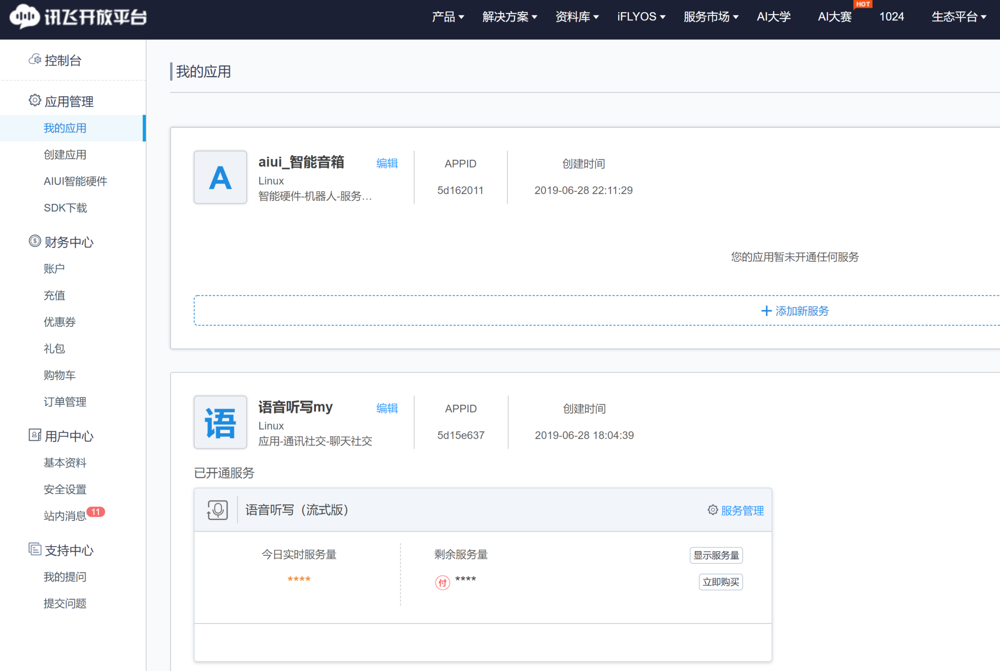 讯飞开放平台
产品 解决方案 资料库 iFLYOS 服务市场 AI大学 AI大赛 HOT 1024 生态平台
控制台
应用管理
我的应用
创建应用
AIUI智能硬件
SDK下载
财务中心
账户
充值
优惠券
礼包
购物车
订单管理
用户中心
基本资料
安全设置
站内消息 11
支持中心
我的提问
提交问题
我的应用
A
aiui_智能音箱 编辑
Linux
智能硬件-机器人-服务...
APPID
5d162011
创建时间
2019-06-28 22:11:29
您的应用暂未开通任何服务
+ 添加新服务
语
语音听写my 编辑
Linux
应用-通讯社交-聊天社交
APPID
5d15e637
创建时间
2019-06-28 18:04:39
已开通服务
语音听写（流式版） 服务管理
今日实时服务量
****
剩余服务量
付 ****
显示服务量
立即购买